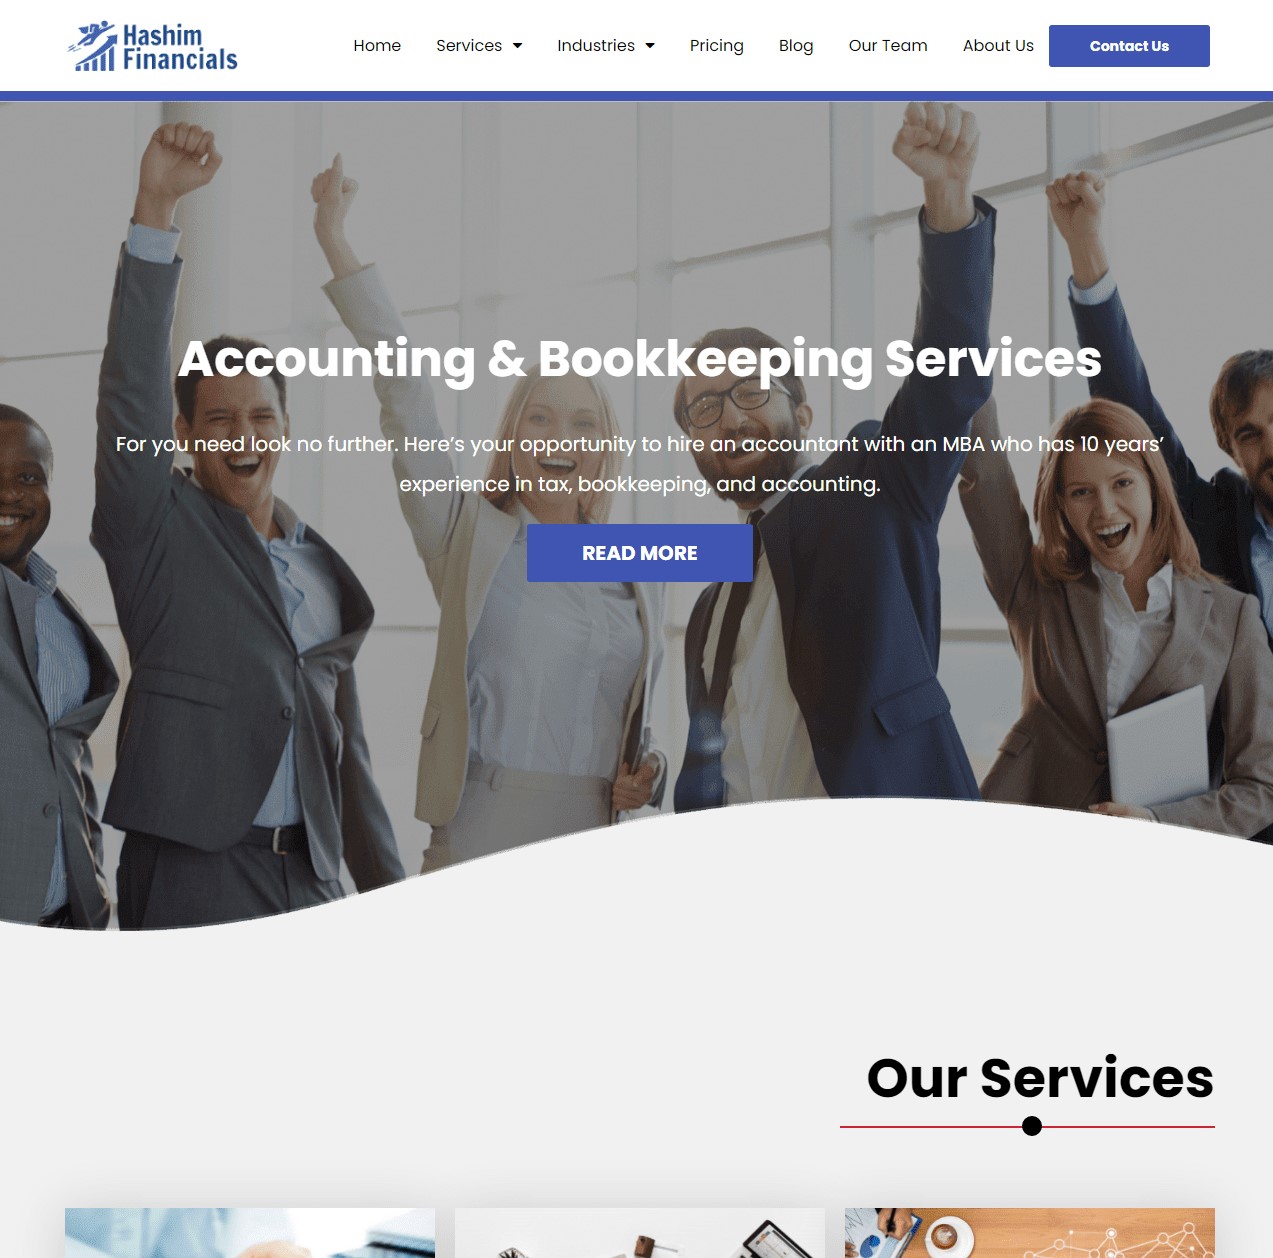 Hashim
Financials
Home
Services
Industries
Pricing
Blog
Our Team
About Us
Contact Us
Accounting & Bookkeeping Services
For you need look no further. Here’s your opportunity to hire an accountant with an MBA who has 10 years’
experience in tax, bookkeeping, and accounting.
READ MORE
Our Services